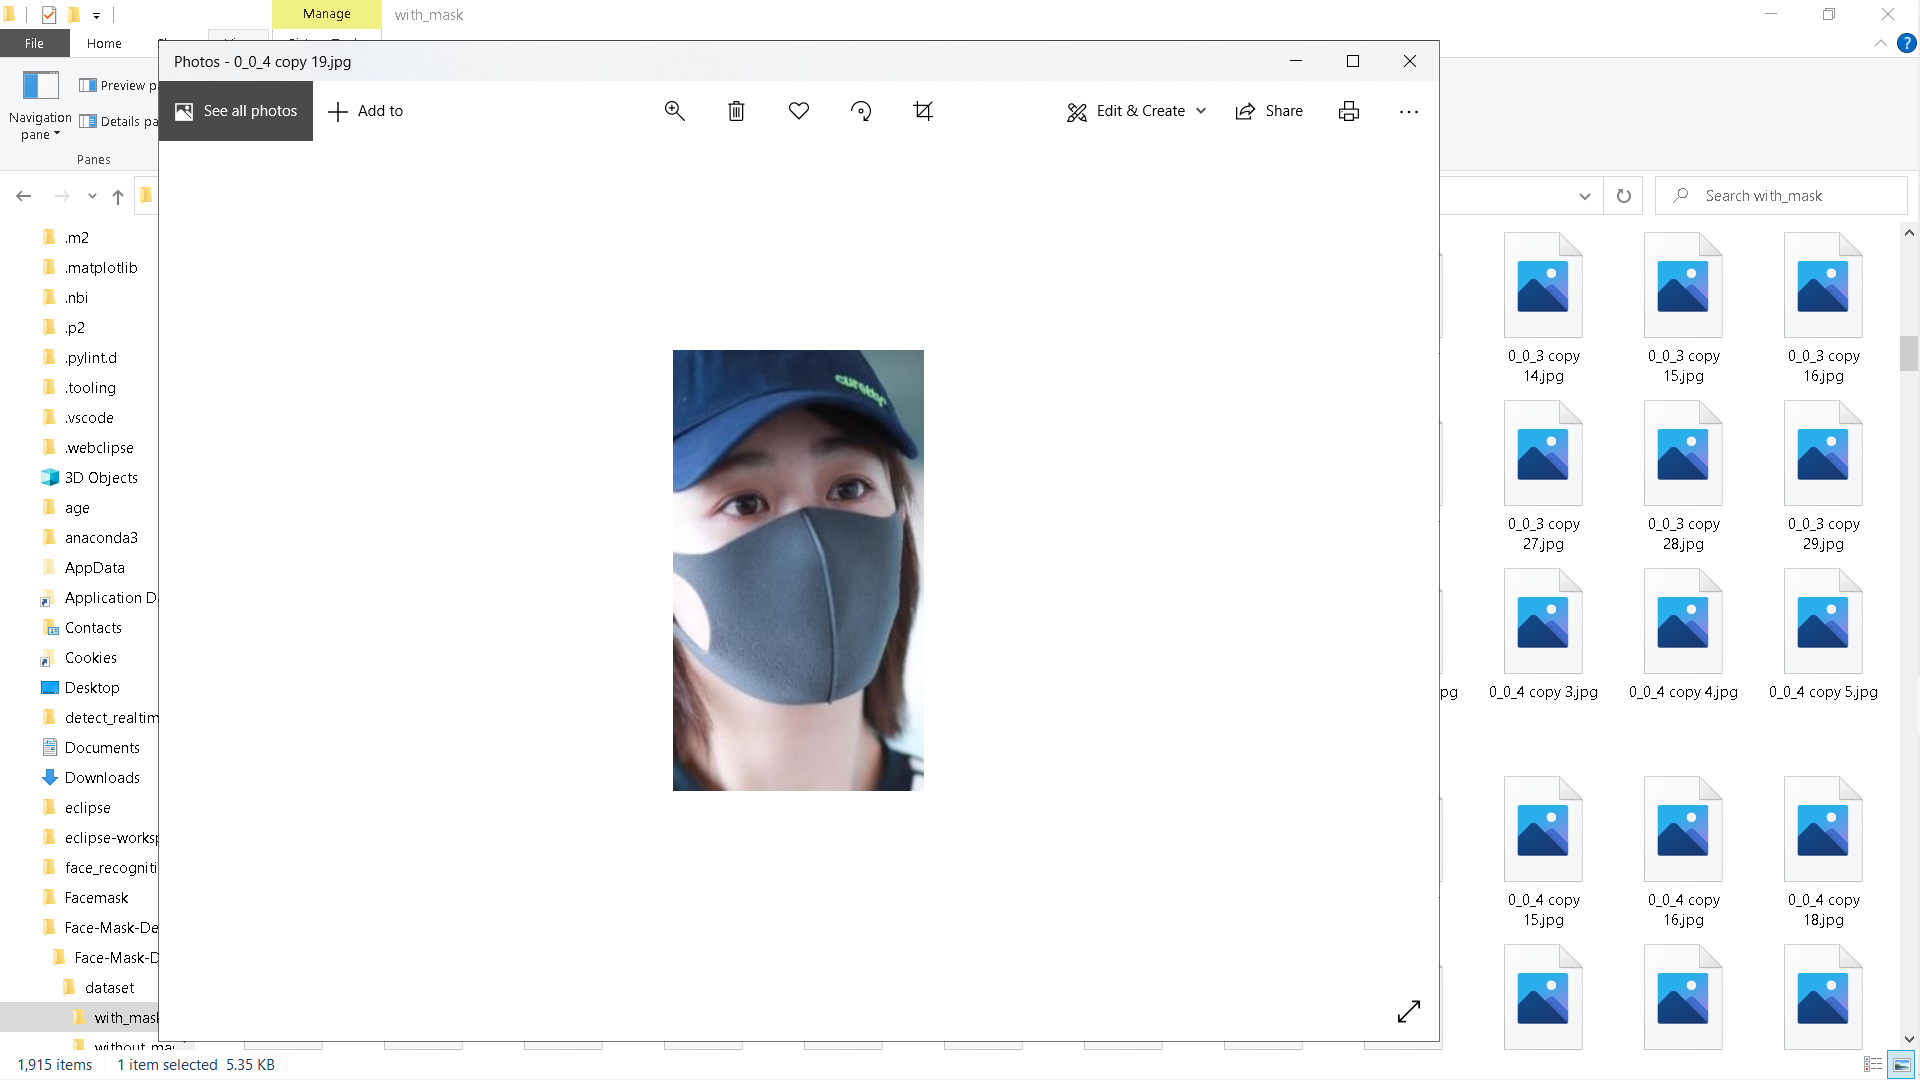 Manage
with_mask
File
Home
Photos - 0_0_4 copy 19.jpg
See all photos
Add to
Edit & Create
Share
Navigation
pane
Preview p
Details pa
Panes
Search with_mask
.m2
.matplotlib
.nbi
.p2
.pylint.d
.tooling
.vscode
.webclipse
3D Objects
age
anaconda3
AppData
Application D
Contacts
Cookies
Desktop
detect_realtim
Documents
Downloads
eclipse
eclipse-worksp
face_recogniti
Facemask
Face-Mask-De
Face-Mask-D
dataset
with_mask
without_mas
0_0_3 copy
14.jpg
0_0_3 copy
15.jpg
0_0_3 copy
16.jpg
0_0_3 copy
27.jpg
0_0_3 copy
28.jpg
0_0_3 copy
29.jpg
pg
0_0_4 copy 3.jpg
0_0_4 copy 4.jpg
0_0_4 copy 5.jpg
0_0_4 copy
15.jpg
0_0_4 copy
16.jpg
0_0_4 copy
18.jpg
1,915 items
1 item selected 5.35 KB